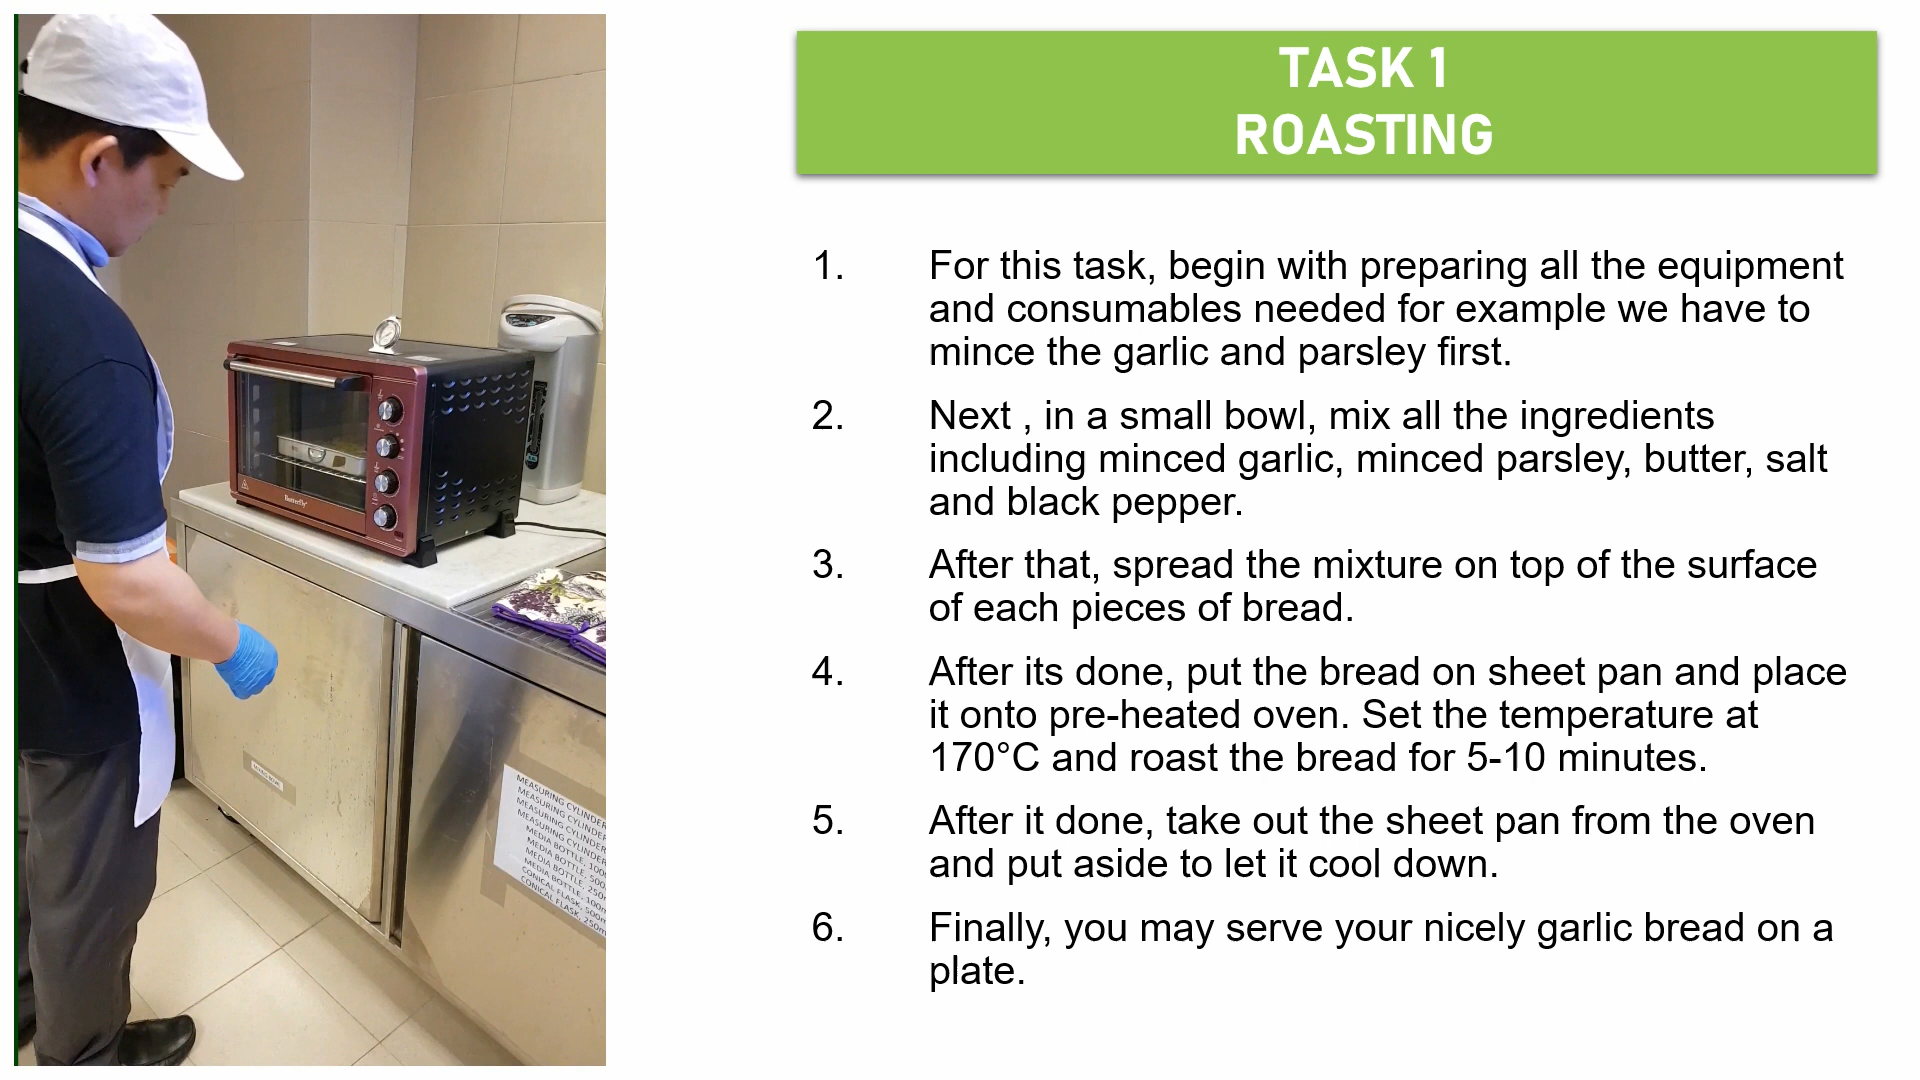 TASK 1
ROASTING
1. For this task, begin with preparing all the equipment
and consumables needed for example we have to
mince the garlic and parsley first.
2. Next , in a small bowl, mix all the ingredients
including minced garlic, minced parsley, butter, salt
and black pepper.
3. After that, spread the mixture on top of the surface
of each pieces of bread.
4. After its done, put the bread on sheet pan and place
it onto pre-heated oven. Set the temperature at
170°C and roast the bread for 5-10 minutes.
5. After it done, take out the sheet pan from the oven
and put aside to let it cool down.
6. Finally, you may serve your nicely garlic bread on a
plate.
Butterfly
MEASURING CYLINDER
MEASURING CYLINDER
MEASURING CYLINDER
MEASURING CYLINDER
MEDIA BOTTLE, 100
MEDIA BOTTLE, 500
MEDIA BOTTLE, 250
MEDIA BOTTLE, 100m
CONICAL FLASK, 500m
CONICAL FLASK, 250m